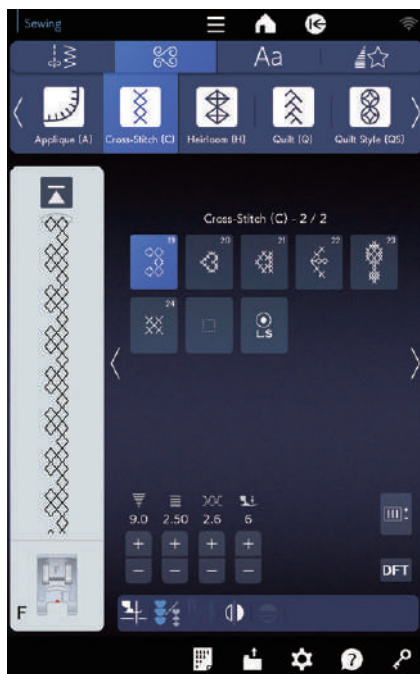 Sewing
Aa
Applique (A) Cross-Stitch (C) Heirloom (H) Quilt (Q) Quilt Style (QS)
Cross-Stitch (C) - 2 / 2
19 20 21 22 23
24 LS
9.0 2.50 2.6 6
+ + + +
− − − −
DFT
F